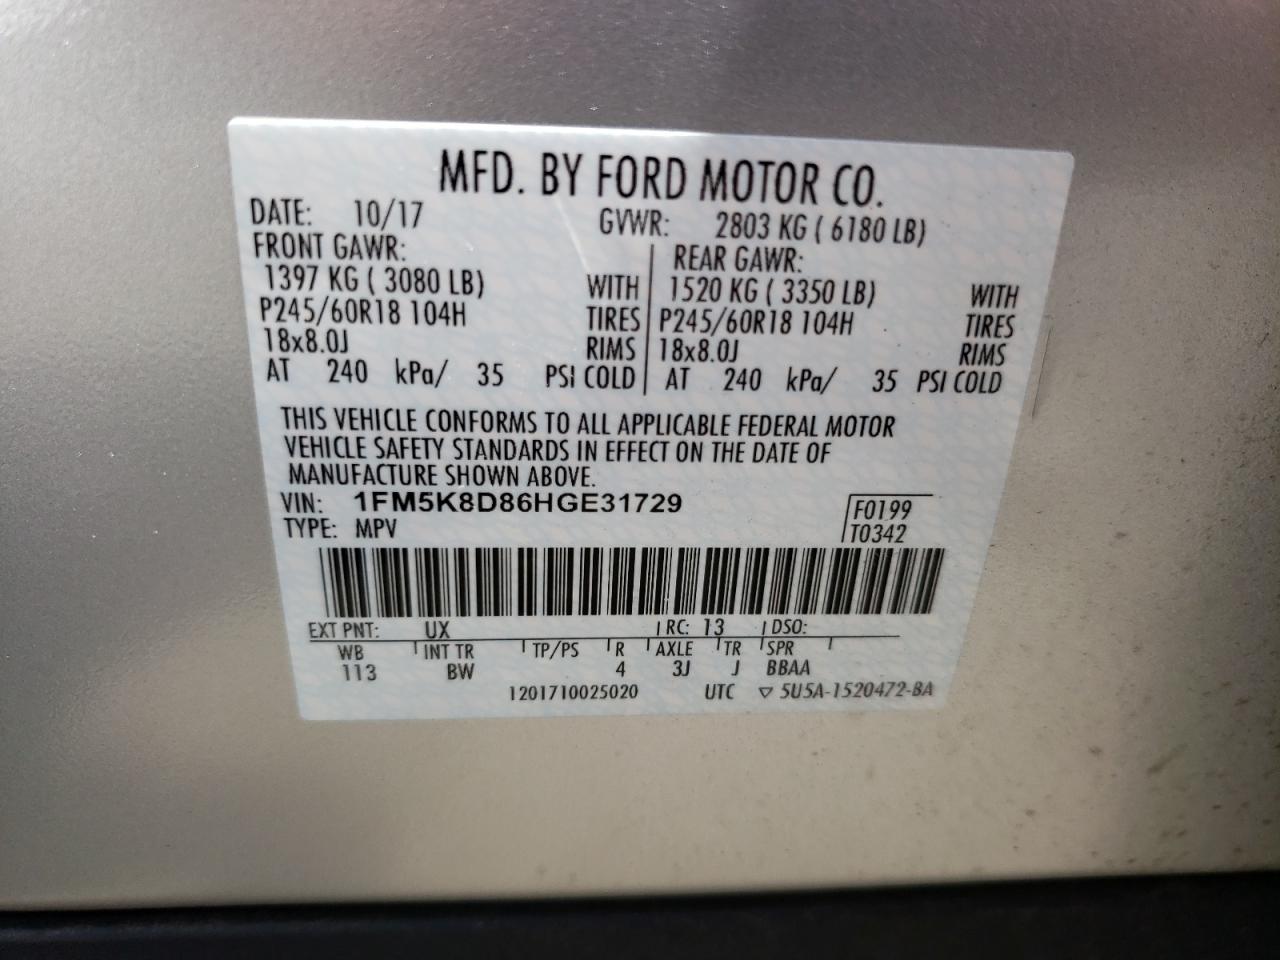 MFD. BY FORD MOTOR CO.
DATE: 10/17 GVWR: 2803 KG ( 6180 LB)
FRONT GAWR: REAR GAWR:
1397 KG ( 3080 LB) WITH 1520 KG ( 3350 LB) WITH
P245/60R18 104H TIRES P245/60R18 104H TIRES
18x8.0J RIMS 18x8.0J RIMS
AT 240 kPa/ 35 PSI COLD AT 240 kPa/ 35 PSI COLD
THIS VEHICLE CONFORMS TO ALL APPLICABLE FEDERAL MOTOR
VEHICLE SAFETY STANDARDS IN EFFECT ON THE DATE OF
MANUFACTURE SHOWN ABOVE.
VIN: 1FM5K8D86HGE31729 F0199
TYPE: MPV T0342
EXT PNT: UX RC: 13 DSO:
WB INT TR TP/PS R AXLE TR SPR
113 BW 4 3J J BBAA
1201710025020 UTC ▽ 5U5A-1520472-BA